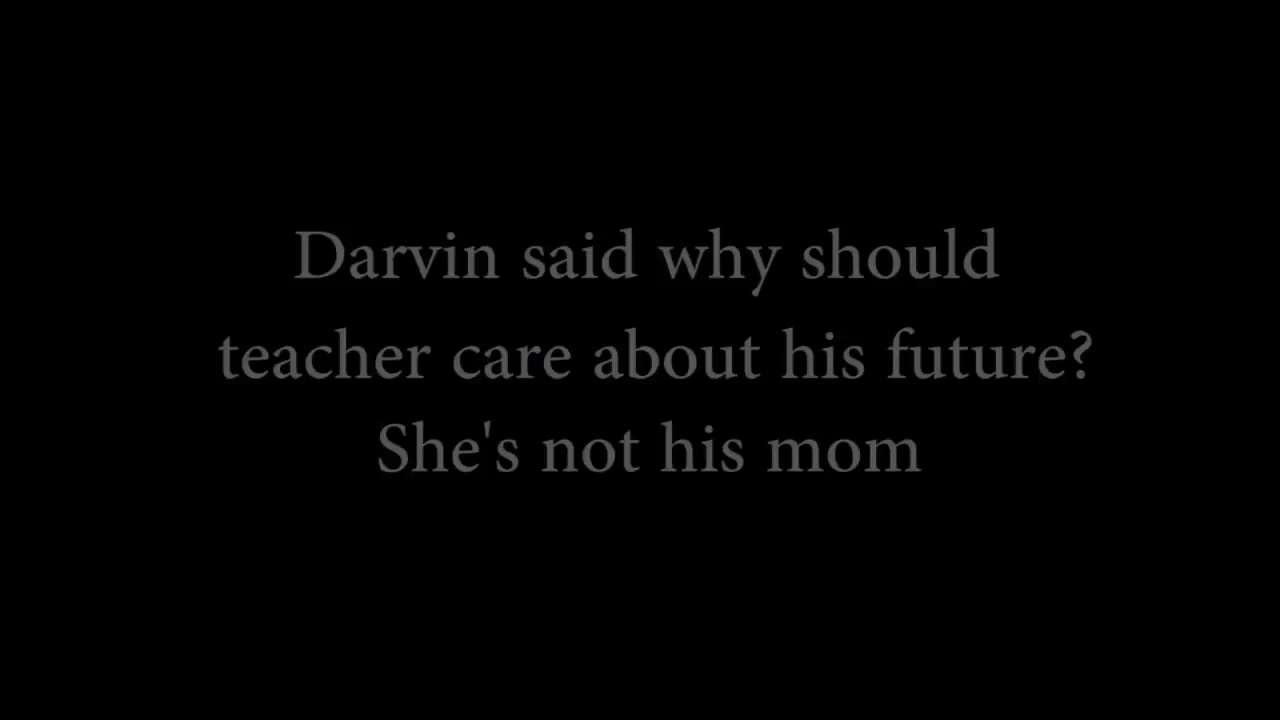 Darvin said why should
teacher care about his future?
She's not his mom